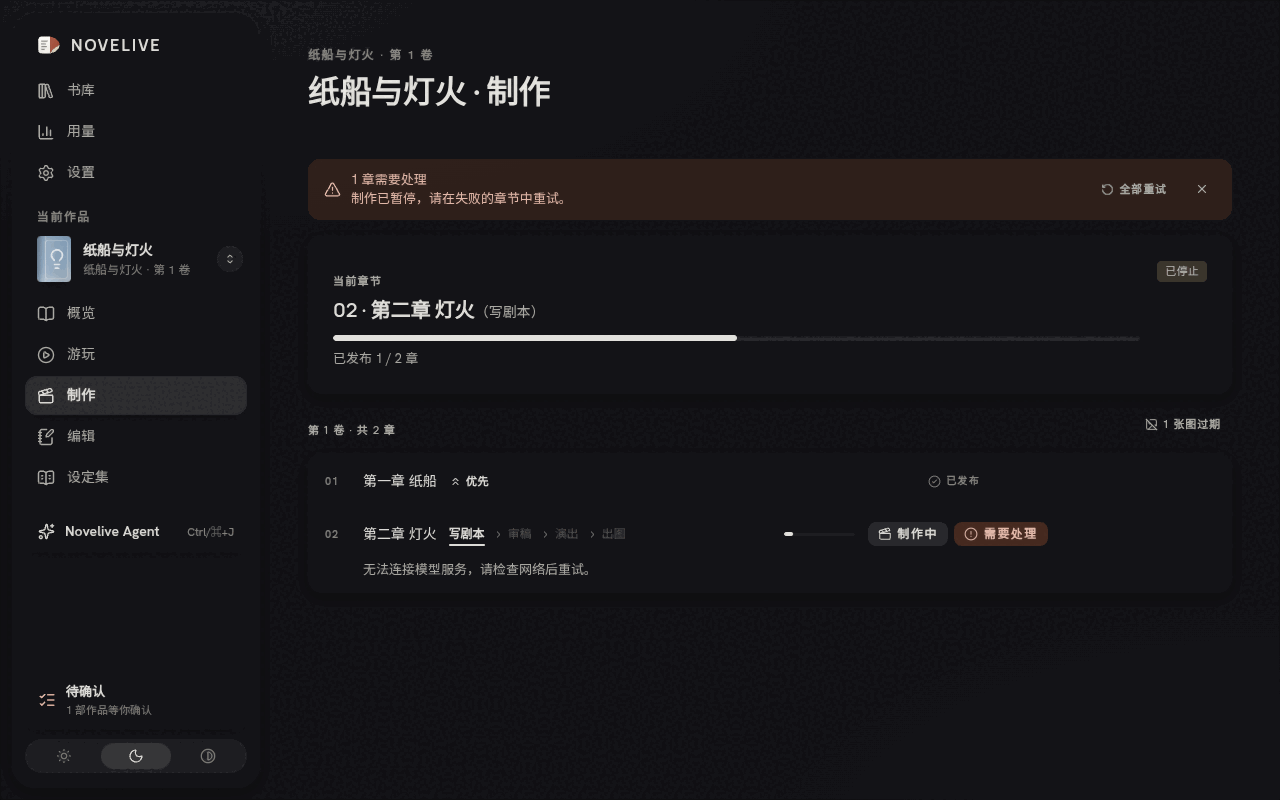 NOVELIVE
书库
用量
设置
当前作品
纸船与灯火
纸船与灯火 · 第 1 卷
概览
游玩
制作
编辑
设定集
Novelive Agent Ctrl/⌘+J
待确认
1 部作品等你确认
纸船与灯火 · 第 1 卷
纸船与灯火 · 制作
1 章需要处理
制作已暂停，请在失败的章节中重试。
全部重试
当前章节
已停止
02 · 第二章 灯火（写剧本）
已发布 1 / 2 章
第 1 卷 · 共 2 章
1 张图过期
01 第一章 纸船 优先 已发布
02 第二章 灯火 写剧本 › 审稿 › 演出 › 出图 制作中 需要处理
无法连接模型服务，请检查网络后重试。